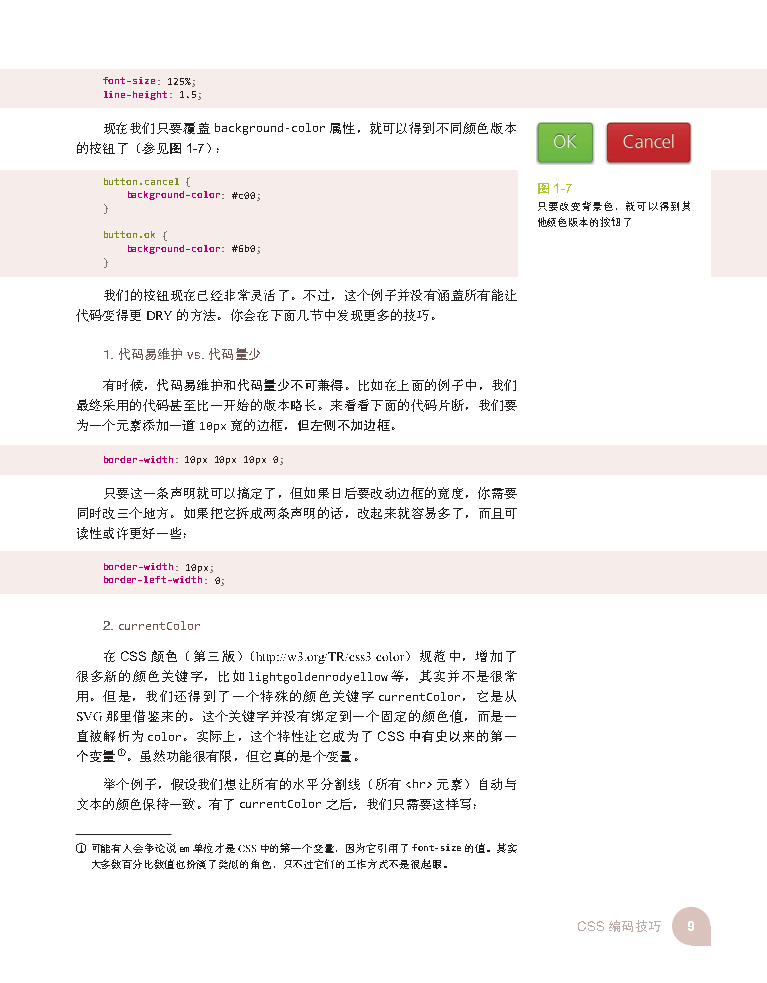 font-size: 125%;
line-height: 1.5;
现在我们只要覆盖 background-color 属性，就可以得到不同颜色版本
的按钮了（参见图 1-7）：
button.cancel {
    background-color: #c00;
}
button.ok {
    background-color: #6b0;
}
OK
Cancel
图 1-7
只要改变背景色，就可以得到其
他颜色版本的按钮了
我们的按钮现在已经非常灵活了。不过，这个例子并没有涵盖所有能让
代码变得更 DRY 的方法。你会在下面几节中发现更多的技巧。
1. 代码易维护 vs. 代码量少
有时候，代码易维护和代码量少不可兼得。比如在上面的例子中，我们
最终采用的代码甚至比一开始的版本略长。来看看下面的代码片断，我们要
为一个元素添加一道 10px 宽的边框，但左侧不加边框。
border-width: 10px 10px 10px 0;
只要这一条声明就可以搞定了，但如果日后要改动边框的宽度，你需要
同时改三个地方。如果把它拆成两条声明的话，改起来就容易多了，而且可
读性或许更好一些：
border-width: 10px;
border-left-width: 0;
2. currentColor
在 CSS 颜色（第三版）（http://w3.org/TR/css3-color）规范中，增加了
很多新的颜色关键字，比如 lightgoldenrodyellow 等，其实并不是很常
用。但是，我们还得到了一个特殊的颜色关键字 currentColor，它是从
SVG 那里借鉴来的。这个关键字并没有绑定到一个固定的颜色值，而是一
直被解析为 color。实际上，这个特性让它成为了 CSS 中有史以来的第一
个变量①。虽然功能很有限，但它真的是个变量。
举个例子，假设我们想让所有的水平分割线（所有 <hr> 元素）自动与
文本的颜色保持一致。有了 currentColor 之后，我们只需要这样写：
① 可能有人会争论说 em 单位才是 CSS 中的第一个变量，因为它引用了 font-size 的值。其实
大多数百分比数值也扮演了类似的角色，只不过它们的工作方式不是很起眼。
CSS 编码技巧 9